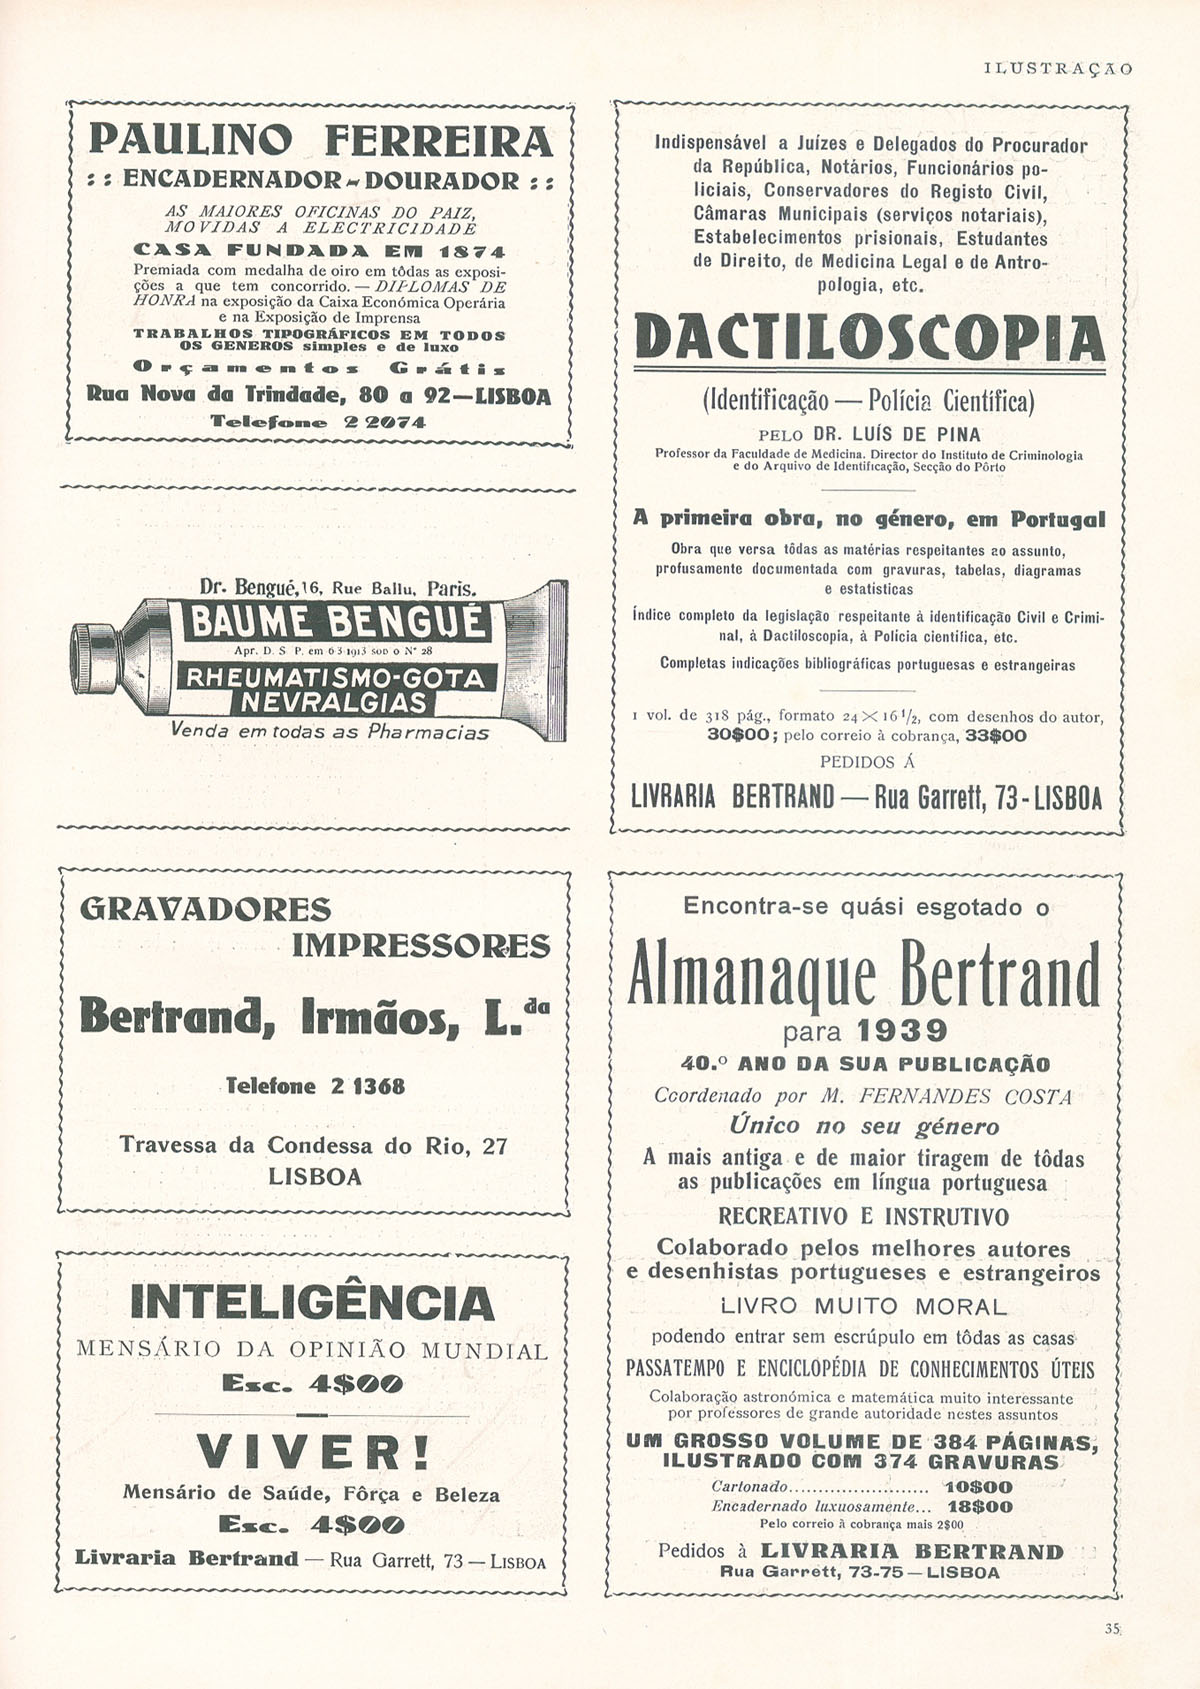 ILUSTRAÇÃO
PAULINO FERREIRA
:: ENCADERNADOR - DOURADOR ::
AS MAIORES OFICINAS DO PAIZ,
MOVIDAS A ELECTRICIDADE
CASA FUNDADA EM 1874
Premiada com medalha de oiro em tôdas as exposi-
ções a que tem concorrido. — DIPLOMAS DE
HONRA na exposição da Caixa Económica Operária
e na Exposição de Imprensa
TRABALHOS TIPOGRÁFICOS EM TODOS
OS GENEROS simples e de luxo
Orçamentos Grátis
Rua Nova da Trindade, 80 a 92—LISBOA
Telefone 2 2074
Dr. Bengué, 16, Rue Ballu, Paris.
BAUME BENGUÉ
Apr. D. S. P. em 6 3 1913 sob o Nº 28
RHEUMATISMO-GOTA
NEVRALGIAS
Venda em todas as Pharmacias
GRAVADORES
IMPRESSORES
Bertrand, Irmãos, L.da
Telefone 2 1368
Travessa da Condessa do Rio, 27
LISBOA
INTELIGÊNCIA
MENSÁRIO DA OPINIÃO MUNDIAL
Esc. 4$00
VIVER!
Mensário de Saúde, Fôrça e Beleza
Esc. 4$00
Livraria Bertrand — Rua Garrett, 73 — LISBOA
Indispensável a Juízes e Delegados do Procurador
da República, Notários, Funcionários po-
liciais, Conservadores do Registo Civil,
Câmaras Municipais (serviços notariais),
Estabelecimentos prisionais, Estudantes
de Direito, de Medicina Legal e de Antro-
pologia, etc.
DACTILOSCOPIA
(Identificação — Polícia Científica)
PELO DR. LUÍS DE PINA
Professor da Faculdade de Medicina. Director do Instituto de Criminologia
e do Arquivo de Identificação, Secção do Pôrto
A primeira obra, no género, em Portugal
Obra que versa tôdas as matérias respeitantes ao assunto,
profusamente documentada com gravuras, tabelas, diagramas
e estatísticas
Índice completo da legislação respeitante à identificação Civil e Crimi-
nal, à Dactiloscopia, à Polícia científica, etc.
Completas indicações bibliográficas portuguesas e estrangeiras
1 vol. de 318 pág., formato 24 × 16 1/2, com desenhos do autor,
30$00; pelo correio à cobrança, 33$00
PEDIDOS Á
LIVRARIA BERTRAND — Rua Garrett, 73 - LISBOA
Encontra-se quási esgotado o
Almanaque Bertrand
para 1939
40.º ANO DA SUA PUBLICAÇÃO
Coordenado por M. FERNANDES COSTA
Único no seu género
A mais antiga e de maior tiragem de tôdas
as publicações em língua portuguesa
RECREATIVO E INSTRUTIVO
Colaborado pelos melhores autores
e desenhistas portugueses e estrangeiros
LIVRO MUITO MORAL
podendo entrar sem escrúpulo em tôdas as casas
PASSATEMPO E ENCICLOPÉDIA DE CONHECIMENTOS ÚTEIS
Colaboração astronómica e matemática muito interessante
por professores de grande autoridade nestes assuntos
UM GROSSO VOLUME DE 384 PÁGINAS,
ILUSTRADO COM 374 GRAVURAS
Cartonado........................ 10$00
Encadernado luxuosamente... 18$00
Pelo correio à cobrança mais 2$00
Pedidos à LIVRARIA BERTRAND
Rua Garrett, 73-75 — LISBOA
35